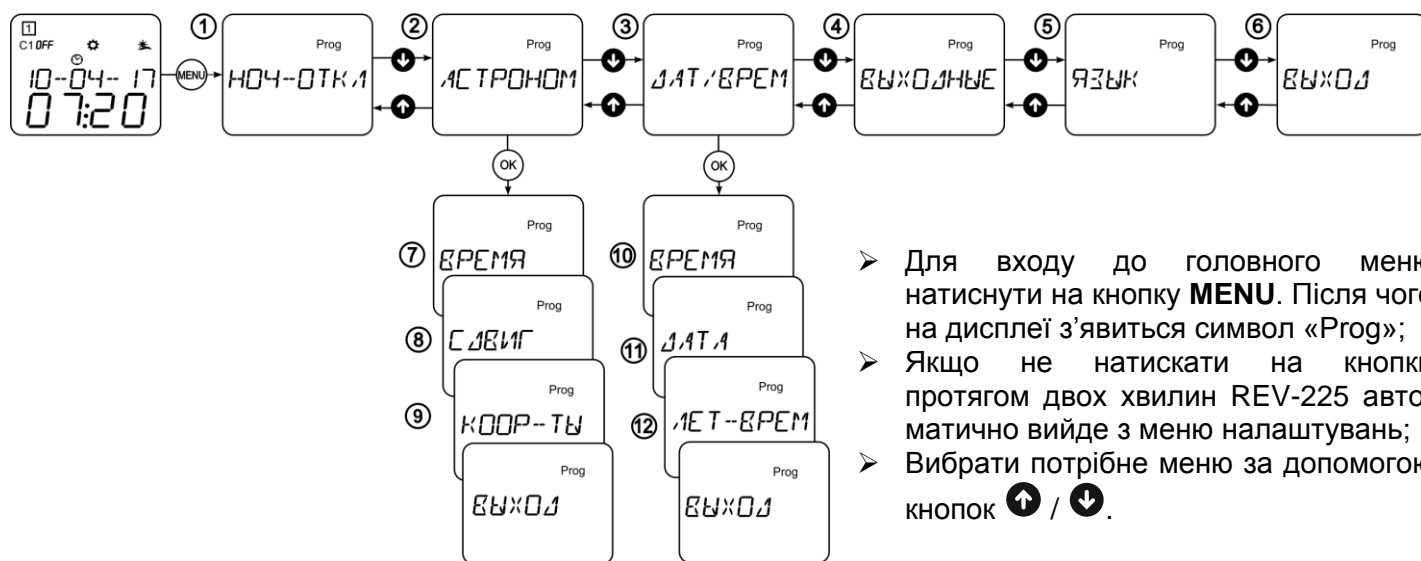 1 2 3 4 5 6
1
C1 OFF
10--04--17
07:20
MENU
Prog
НОЧ-ОТКЛ
Prog
АСТРОНОМ
Prog
ДАТ/ВРЕМ
Prog
ВЫХОДНЫЕ
Prog
ЯЗЫК
Prog
ВЫХОД
OK
OK
7
Prog
ВРЕМЯ
8
Prog
СДВИГ
9
Prog
КООР-ТЫ
Prog
ВЫХОД
10
Prog
ВРЕМЯ
11
ДАТА
12
Prog
ЛЕТ-ВРЕМ
Prog
ВЫХОД
➢ Для входу до головного меню
натиснути на кнопку MENU. Після чого
на дисплеї з’явиться символ «Prog»;
➢ Якщо не натискати на кнопки
протягом двох хвилин REV-225 авто
матично вийде з меню налаштувань;
➢ Вибрати потрібне меню за допомогою
кнопок ↑ / ↓.